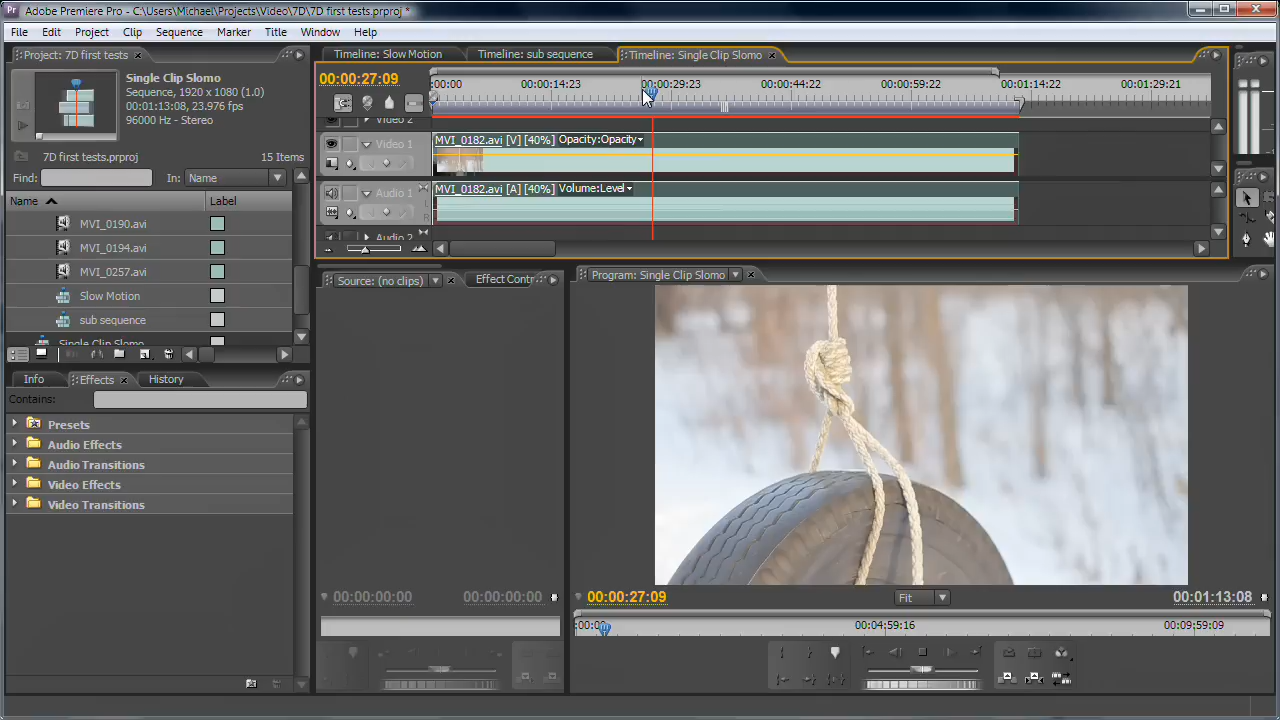 Pr Adobe Premiere Pro - C:\Users\Michael\Projects\Video\7D\7D first tests.prproj *
File Edit Project Clip Sequence Marker Title Window Help
Project: 7D first tests
Single Clip Slomo
Sequence, 1920 x 1080 (1.0)
00:01:13:08, 23.976 fps
96000 Hz - Stereo
7D first tests.prproj 15 Items
Find: In: Name
Name Label
MVI_0190.avi
MVI_0194.avi
MVI_0257.avi
Slow Motion
sub sequence
Single Clip Slomo
Info Effects History
Contains:
Presets
Audio Effects
Audio Transitions
Video Effects
Video Transitions
Timeline: Slow Motion Timeline: sub sequence Timeline: Single Clip Slomo
00:00:27:09
:00:00 00:00:14:23 00:00:29:23 00:00:44:22 00:00:59:22 00:01:14:22 00:01:29:21
Video 2
Video 1 MVI_0182.avi [V] [40%] Opacity:Opacity
Audio 1 MVI_0182.avi [A] [40%] Volume:Level
L
R
Audio 2
Source: (no clips) Effect Contr
00:00:00:00 00:00:00:00
Program: Single Clip Slomo
00:00:27:09 Fit 00:01:13:08
:00:00 00:04:59:16 00:09:59:09